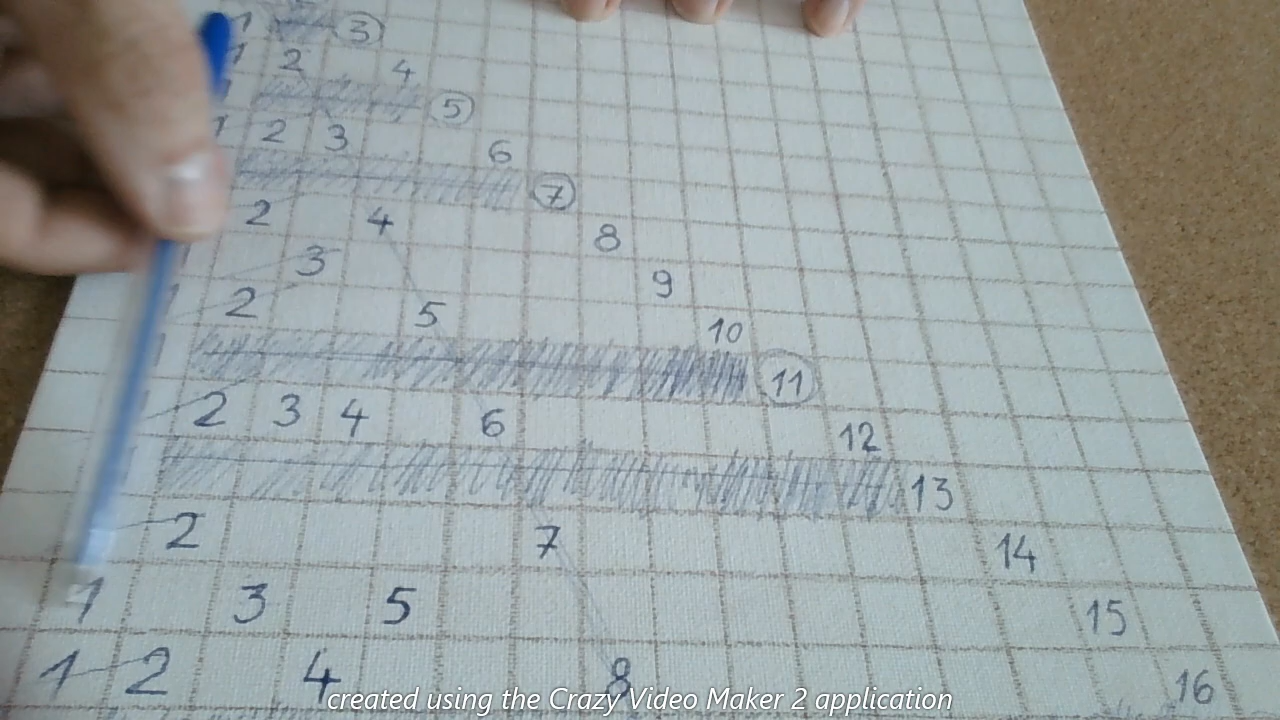 1 3
1 2 4
5
1 2 3 6
7
2 4 8
3 9
2 5 10
11
2 3 4 6 12
13
2 7 14
1 3 5 15
1 2 4 8 16
created using the Crazy Video Maker 2 application